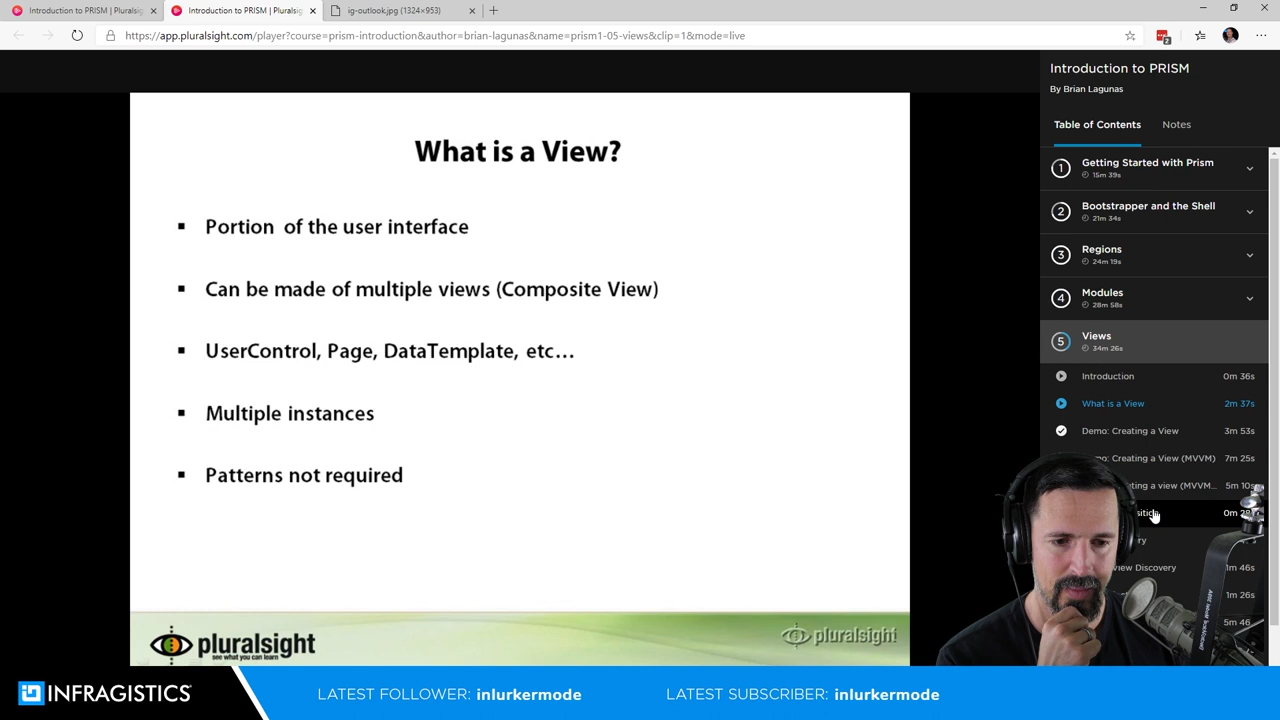 Introduction to PRISM | Pluralsig
Introduction to PRISM | Pluralsig
ig-outlook.jpg (1324×953)
https://app.pluralsight.com/player?course=prism-introduction&author=brian-lagunas&name=prism1-05-views&clip=1&mode=live
2
What is a View?
Portion of the user interface
Can be made of multiple views (Composite View)
UserControl, Page, DataTemplate, etc...
Multiple instances
Patterns not required
pluralsight
see what you can learn
pluralsight
Introduction to PRISM
By Brian Lagunas
Table of Contents
Notes
1
Getting Started with Prism
15m 39s
2
Bootstrapper and the Shell
21m 34s
3
Regions
24m 19s
4
Modules
28m 58s
5
Views
34m 26s
Introduction 0m 36s
What is a View 2m 37s
Demo: Creating a View 3m 53s
Creating a View (MVVM) 7m 25s
a view (MVVM... 5m 10s
0m
View Discovery 1m 46s
1m 26s
5m 46
INFRAGISTICS
LATEST FOLLOWER: inlurkermode
LATEST SUBSCRIBER: inlurkermode